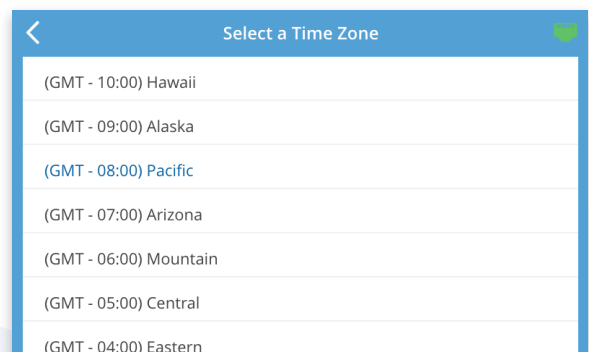 Select a Time Zone
(GMT - 10:00) Hawaii
(GMT - 09:00) Alaska
(GMT - 08:00) Pacific
(GMT - 07:00) Arizona
(GMT - 06:00) Mountain
(GMT - 05:00) Central
(GMT - 04:00) Eastern